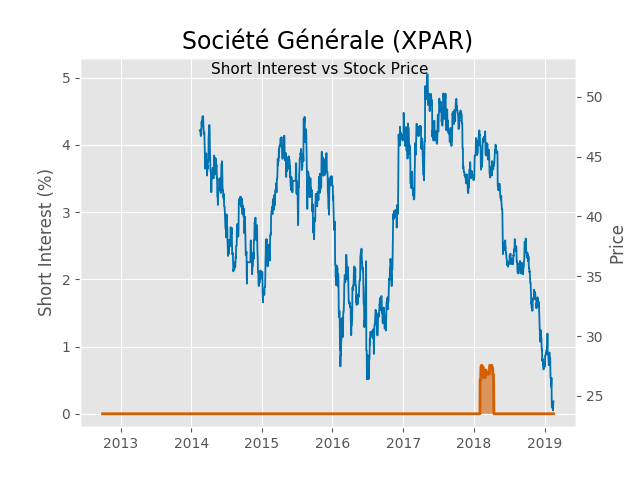 Société Générale (XPAR)
Short Interest vs Stock Price
Short Interest (%)
5
4
3
2
1
0
50
45
40
35
30
25
Price
2013 2014 2015 2016 2017 2018 2019